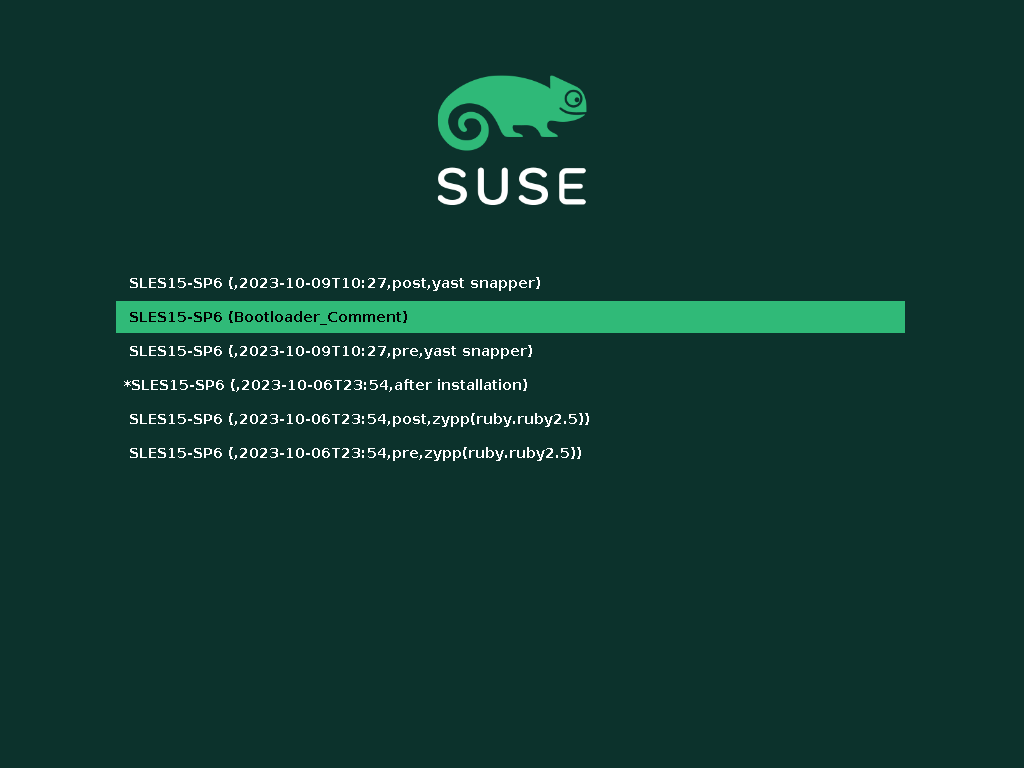 SUSE
SLES15-SP6 (,2023-10-09T10:27,post,yast snapper)
SLES15-SP6 (Bootloader_Comment)
SLES15-SP6 (,2023-10-09T10:27,pre,yast snapper)
*SLES15-SP6 (,2023-10-06T23:54,after installation)
SLES15-SP6 (,2023-10-06T23:54,post,zypp(ruby.ruby2.5))
SLES15-SP6 (,2023-10-06T23:54,pre,zypp(ruby.ruby2.5))